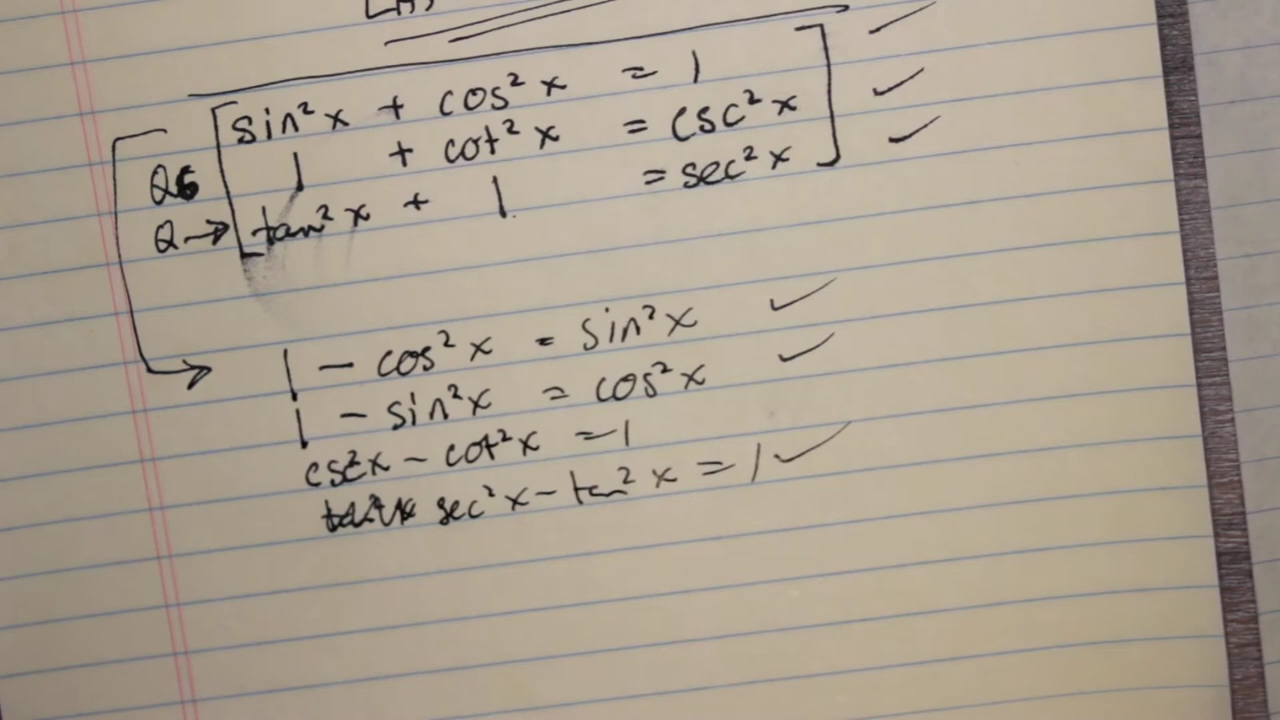 sin²x + cos²x = 1
Q6 1 + cot²x = csc²x
Q → tan²x + 1 = sec²x
1 - cos²x = sin²x
1 - sin²x = cos²x
csc²x - cot²x = 1
sec²x - tan²x = 1